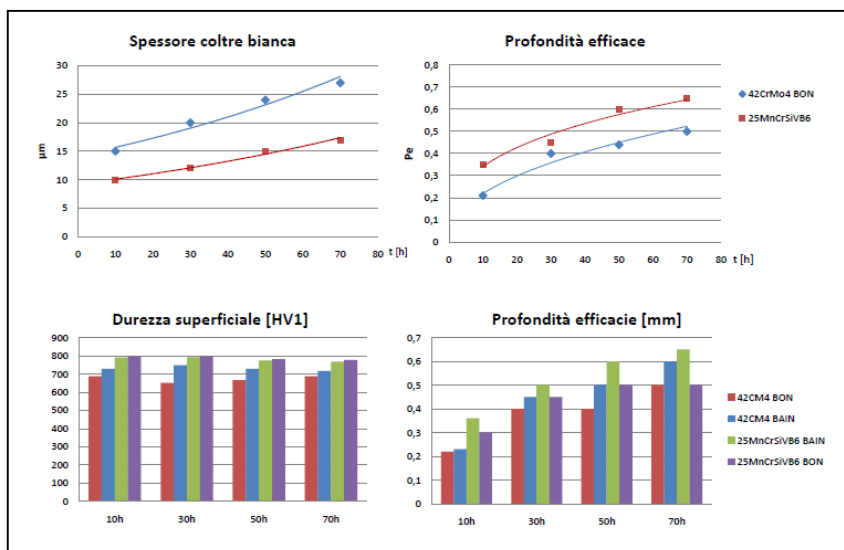 Spessore coltre bianca
30
25
20
15
10
5
0
µm
0 10 20 30 40 50 60 70 80
t [h]
Profondità efficace
0,8
0,7
0,6
0,5
0,4
0,3
0,2
0,1
0
Pe
0 10 20 30 40 50 60 70 80
t [h]
42CrMo4 BON
25MnCrSiVB6
Durezza superficiale [HV1]
900
800
700
600
500
400
300
200
100
000
10h 30h 50h 70h
Profondità efficacie [mm]
0,7
0,6
0,5
0,4
0,3
0,2
0,1
0
10h 30h 50h 70h
42CM4 BON
42CM4 BAIN
25MnCrSiVB6 BAIN
25MnCrSiVB6 BON